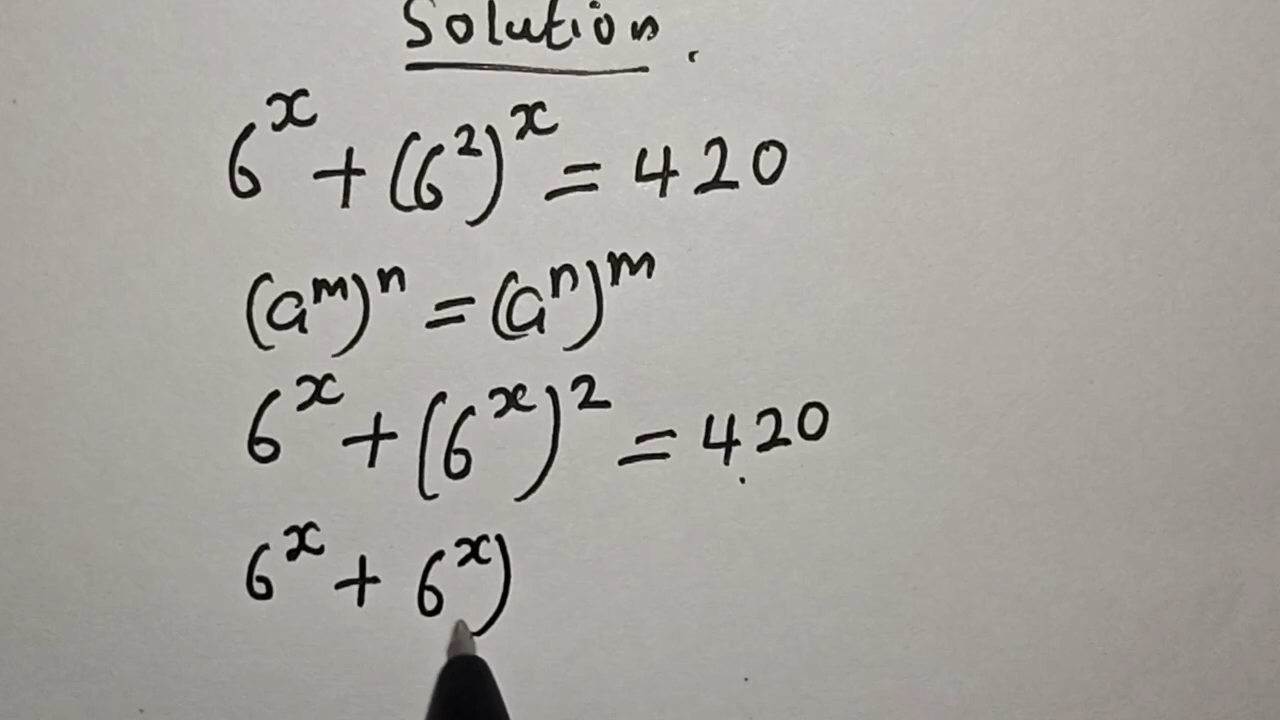 Solution.
6^x + (6^2)^x = 420
(a^m)^n = (a^n)^m
6^x + (6^x)^2 = 420
6^x + 6^x)